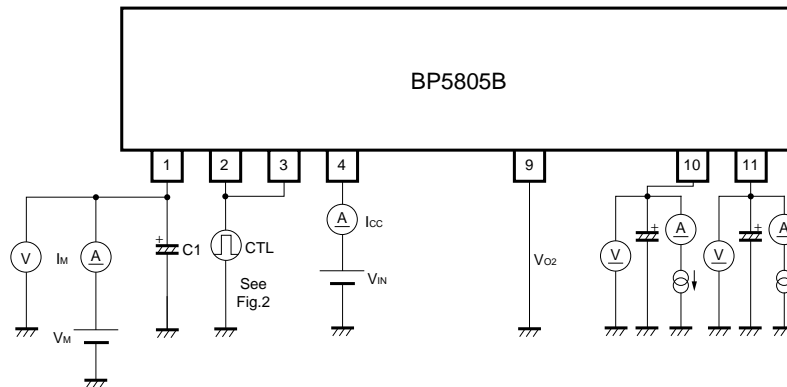 BP5805B
1 2 3 4 9 10 11
+ + +
V IM A C1 CTL A ICC V A V A
See
Fig.2
VM VIN VO2